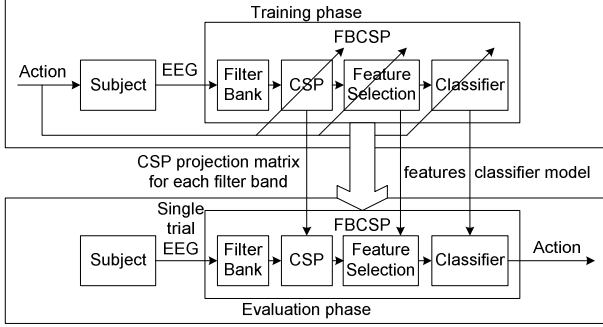 Training phase
FBCSP
Action
Subject
EEG
Filter
Bank
CSP
Feature
Selection
Classifier
CSP projection matrix
for each filter band
features
classifier model
Single
trial
EEG
FBCSP
Subject
Filter
Bank
CSP
Feature
Selection
Classifier
Action
Evaluation phase